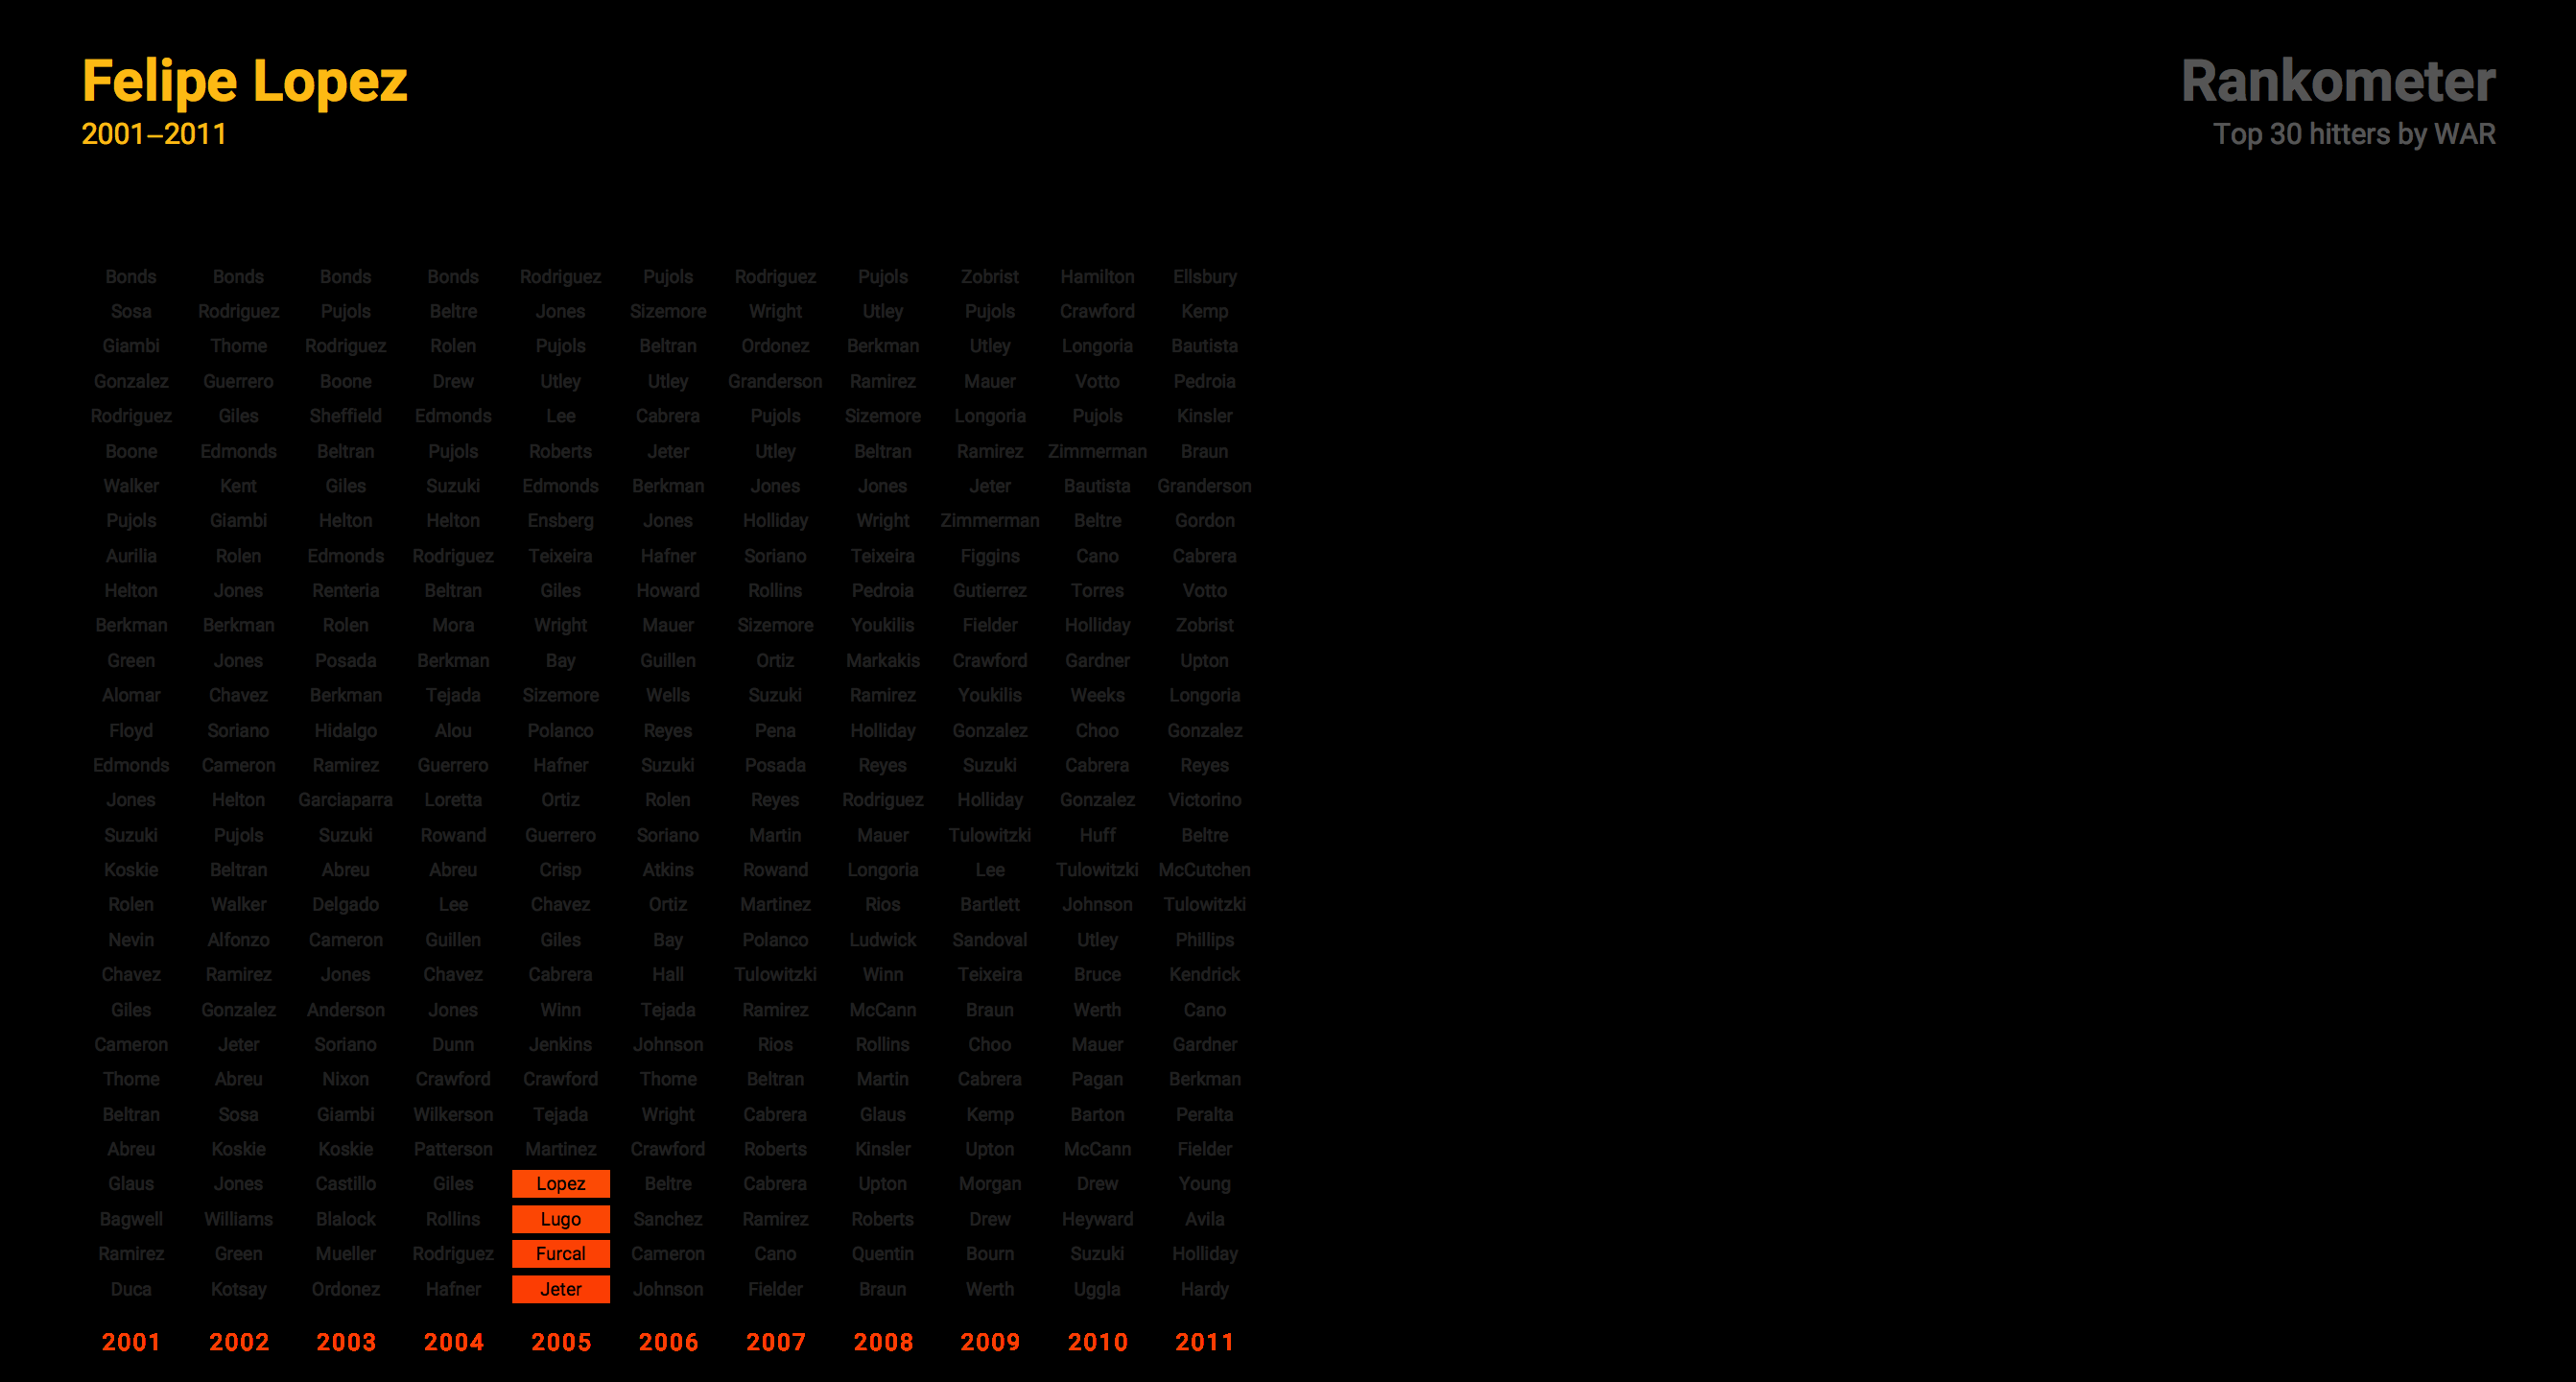 Felipe Lopez
2001–2011
Rankometer
Top 30 hitters by WAR
Bonds Bonds Bonds Bonds Rodriguez Pujols Rodriguez Pujols Zobrist Hamilton Ellsbury
Sosa Rodriguez Pujols Beltre Jones Sizemore Wright Utley Pujols Crawford Kemp
Giambi Thome Rodriguez Rolen Pujols Beltran Ordonez Berkman Utley Longoria Bautista
Gonzalez Guerrero Boone Drew Utley Utley Granderson Ramirez Mauer Votto Pedroia
Rodriguez Giles Sheffield Edmonds Lee Cabrera Pujols Sizemore Longoria Pujols Kinsler
Boone Edmonds Beltran Pujols Roberts Jeter Utley Beltran Ramirez Zimmerman Braun
Walker Kent Giles Suzuki Edmonds Berkman Jones Jones Jeter Bautista Granderson
Pujols Giambi Helton Helton Ensberg Jones Holliday Wright Zimmerman Beltre Gordon
Aurilia Rolen Edmonds Rodriguez Teixeira Hafner Soriano Teixeira Figgins Cano Cabrera
Helton Jones Renteria Beltran Giles Howard Rollins Pedroia Gutierrez Torres Votto
Berkman Berkman Rolen Mora Wright Mauer Sizemore Youkilis Fielder Holliday Zobrist
Green Jones Posada Berkman Bay Guillen Ortiz Markakis Crawford Gardner Upton
Alomar Chavez Berkman Tejada Sizemore Wells Suzuki Ramirez Youkilis Weeks Longoria
Floyd Soriano Hidalgo Alou Polanco Reyes Pena Holliday Gonzalez Choo Gonzalez
Edmonds Cameron Ramirez Guerrero Hafner Suzuki Posada Reyes Suzuki Cabrera Reyes
Jones Helton Garciaparra Loretta Ortiz Rolen Reyes Rodriguez Holliday Gonzalez Victorino
Suzuki Pujols Suzuki Rowand Guerrero Soriano Martin Mauer Tulowitzki Huff Beltre
Koskie Beltran Abreu Abreu Crisp Atkins Rowand Longoria Lee Tulowitzki McCutchen
Rolen Walker Delgado Lee Chavez Ortiz Martinez Rios Bartlett Johnson Tulowitzki
Nevin Alfonzo Cameron Guillen Giles Bay Polanco Ludwick Sandoval Utley Phillips
Chavez Ramirez Jones Chavez Cabrera Hall Tulowitzki Winn Teixeira Bruce Kendrick
Giles Gonzalez Anderson Jones Winn Tejada Ramirez McCann Braun Werth Cano
Cameron Jeter Soriano Dunn Jenkins Johnson Rios Rollins Choo Mauer Gardner
Thome Abreu Nixon Crawford Crawford Thome Beltran Martin Cabrera Pagan Berkman
Beltran Sosa Giambi Wilkerson Tejada Wright Cabrera Glaus Kemp Barton Peralta
Abreu Koskie Koskie Patterson Martinez Crawford Roberts Kinsler Upton McCann Fielder
Glaus Jones Castillo Giles Lopez Beltre Cabrera Upton Morgan Drew Young
Bagwell Williams Blalock Rollins Lugo Sanchez Ramirez Roberts Drew Heyward Avila
Ramirez Green Mueller Rodriguez Furcal Cameron Cano Quentin Bourn Suzuki Holliday
Duca Kotsay Ordonez Hafner Jeter Johnson Fielder Braun Werth Uggla Hardy
2001 2002 2003 2004 2005 2006 2007 2008 2009 2010 2011